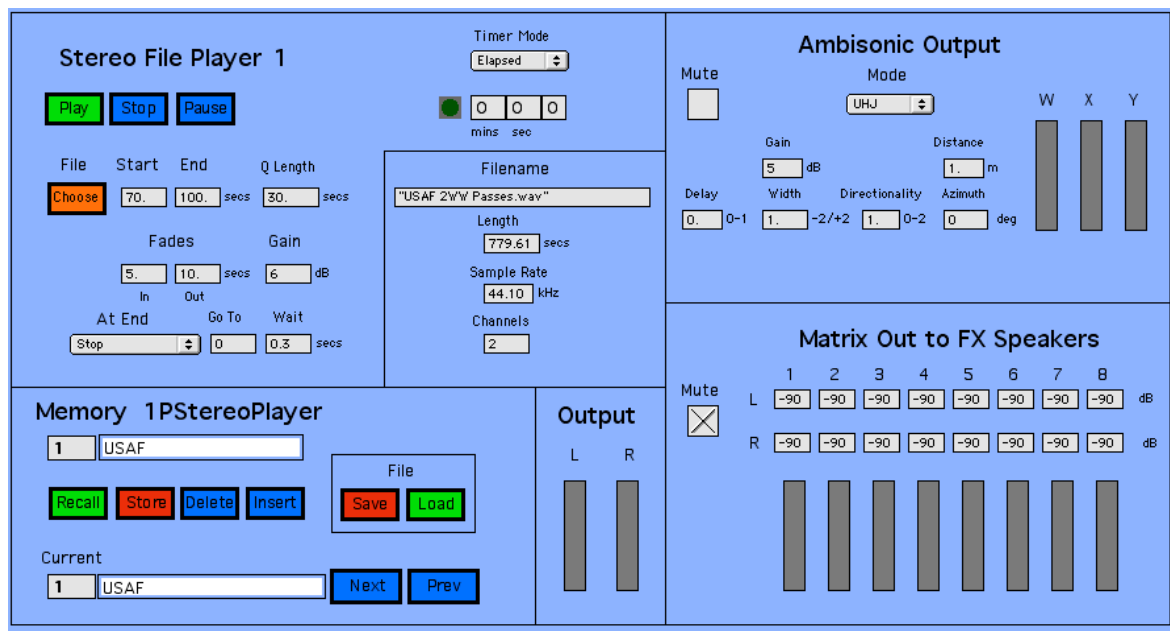 Stereo File Player 1
Timer Mode
Elapsed
Play Stop Pause
0 0 0
mins sec
File Start End Q Length
Choose 70. 100. secs 30. secs
Fades Gain
5. 10. secs 6 dB
In Out
At End Go To Wait
Stop 0 0.3 secs
Filename
"USAF 2WW Passes.wav"
Length
779.61 secs
Sample Rate
44.10 kHz
Channels
2
Ambisonic Output
Mute Mode
UHJ
W X Y
Gain Distance
5 dB 1. m
Delay Width Directionality Azimuth
0. 0-1 1. -2/+2 1. 0-2 0 deg
Memory 1PStereoPlayer
1 USAF
File
Recall Store Delete Insert Save Load
Current
1 USAF Next Prev
Output
L R
Matrix Out to FX Speakers
1 2 3 4 5 6 7 8
Mute L -90 -90 -90 -90 -90 -90 -90 -90 dB
R -90 -90 -90 -90 -90 -90 -90 -90 dB